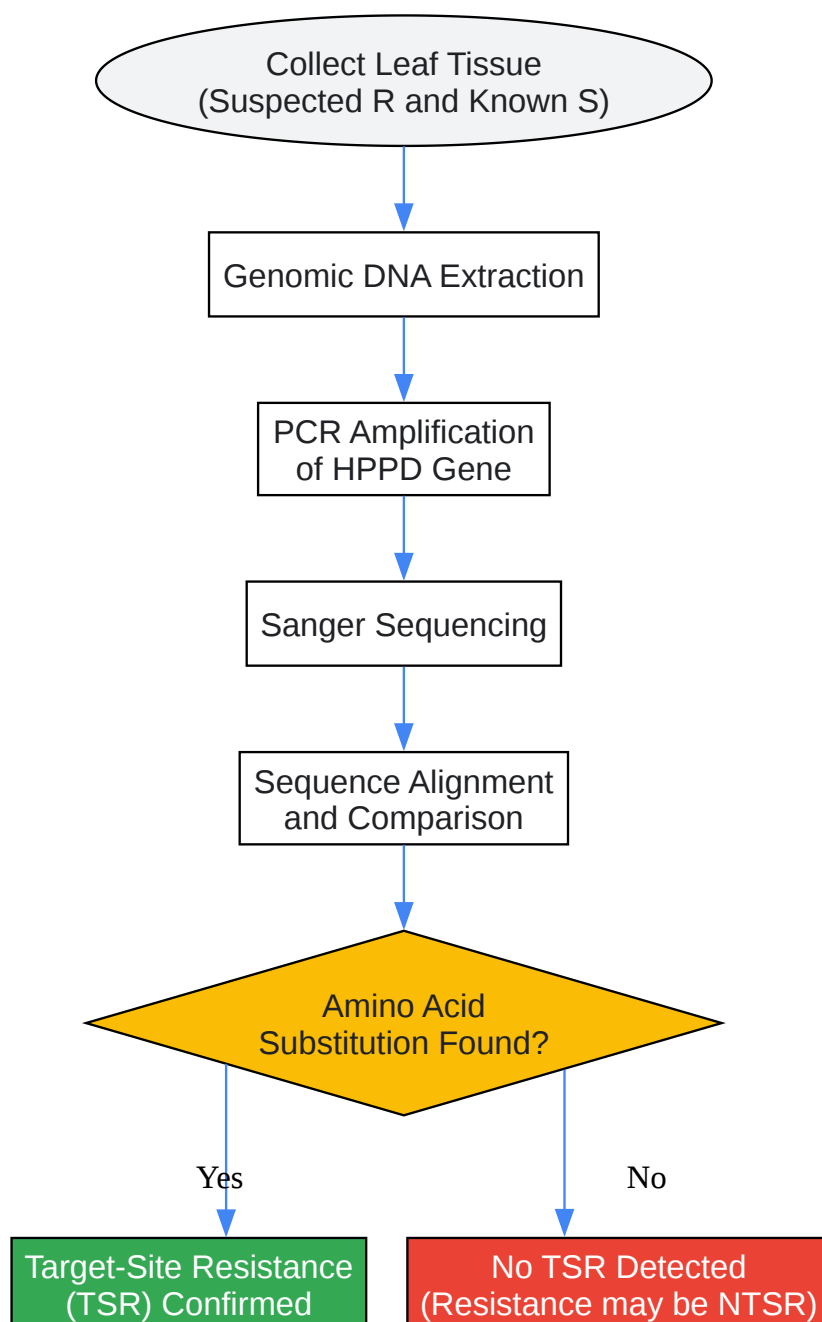 Collect Leaf Tissue
(Suspected R and Known S)
Genomic DNA Extraction
PCR Amplification
of HPPD Gene
Sanger Sequencing
Sequence Alignment
and Comparison
Amino Acid
Substitution Found?
Yes
No
Target-Site Resistance
(TSR) Confirmed
No TSR Detected
(Resistance may be NTSR)